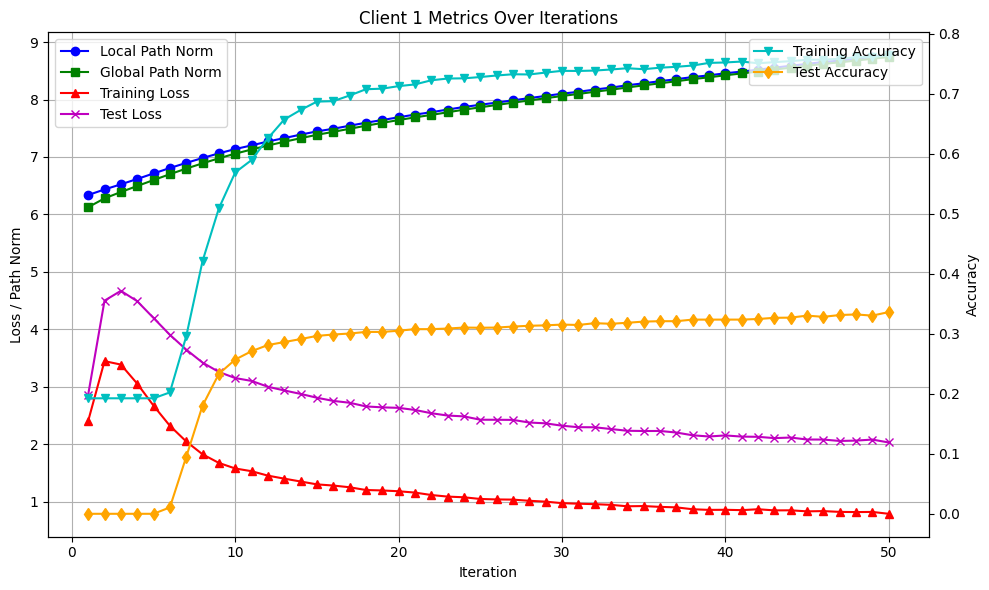 Client 1 Metrics Over Iterations
Local Path Norm
Global Path Norm
Training Loss
Test Loss
Training Accuracy
Test Accuracy
9
8
7
6
5
4
3
2
1
Loss / Path Norm
0.8
0.7
0.6
0.5
0.4
0.3
0.2
0.1
0.0
Accuracy
0
10
20
30
40
50
Iteration